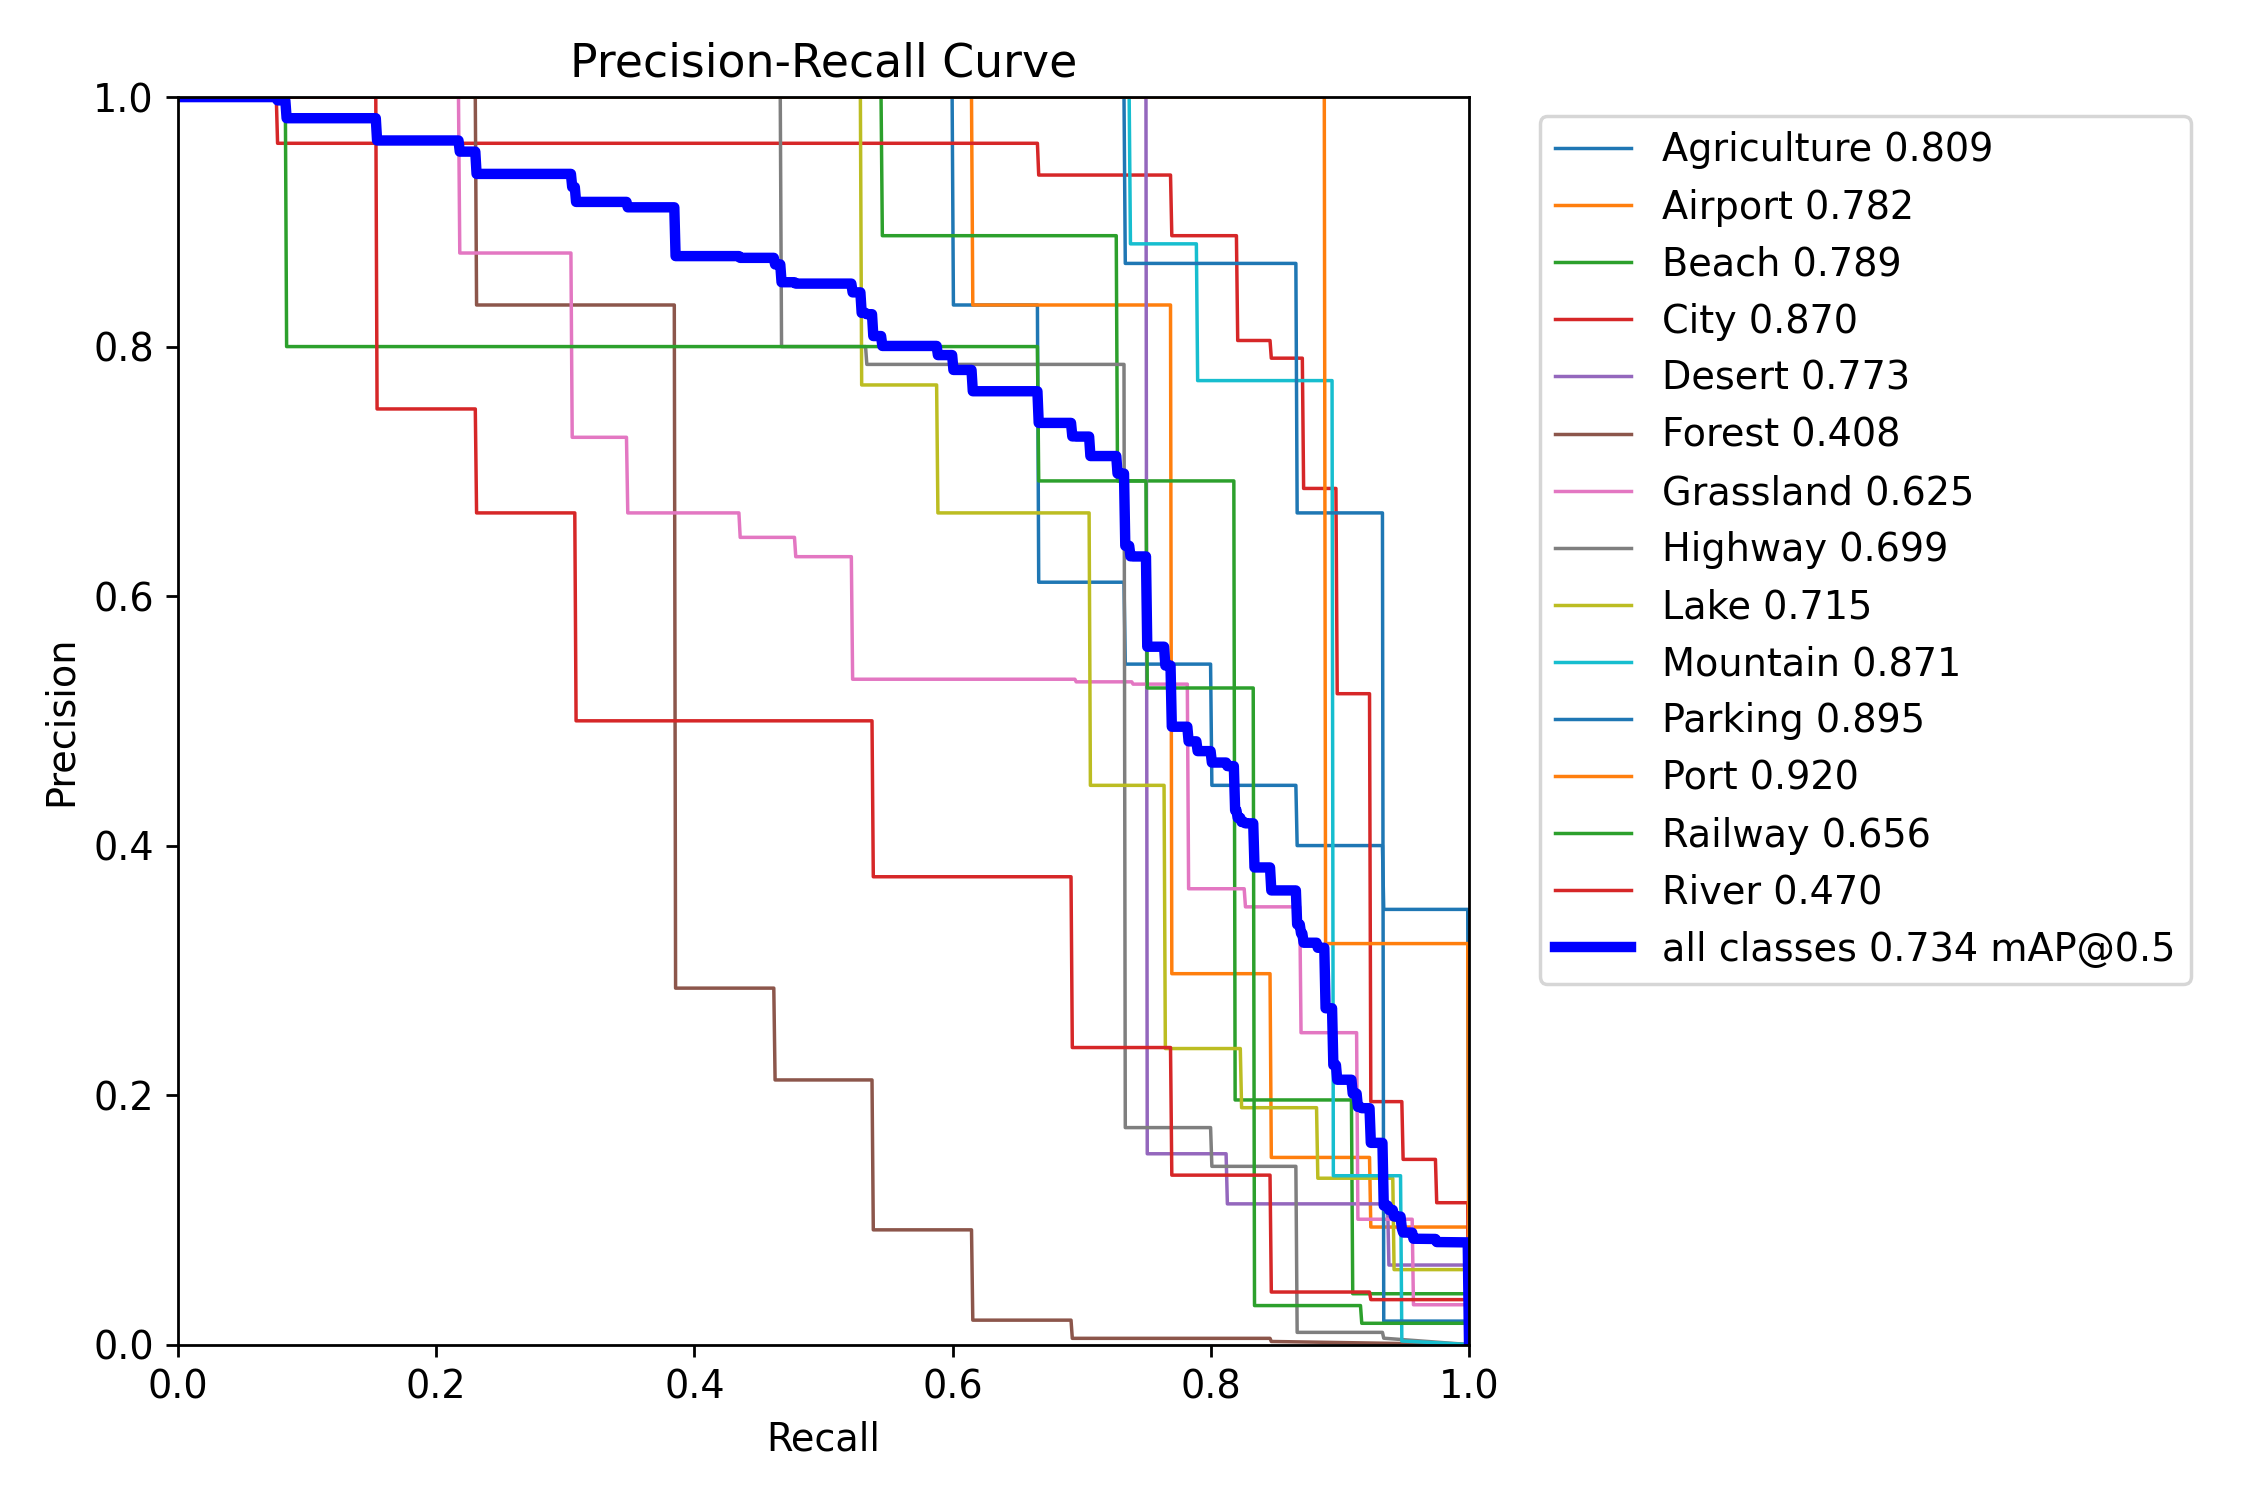 Precision-Recall Curve
1.0
0.8
0.6
0.4
0.2
0.0
Precision
0.0 0.2 0.4 0.6 0.8 1.0
Recall
Agriculture 0.809
Airport 0.782
Beach 0.789
City 0.870
Desert 0.773
Forest 0.408
Grassland 0.625
Highway 0.699
Lake 0.715
Mountain 0.871
Parking 0.895
Port 0.920
Railway 0.656
River 0.470
all classes 0.734 mAP@0.5